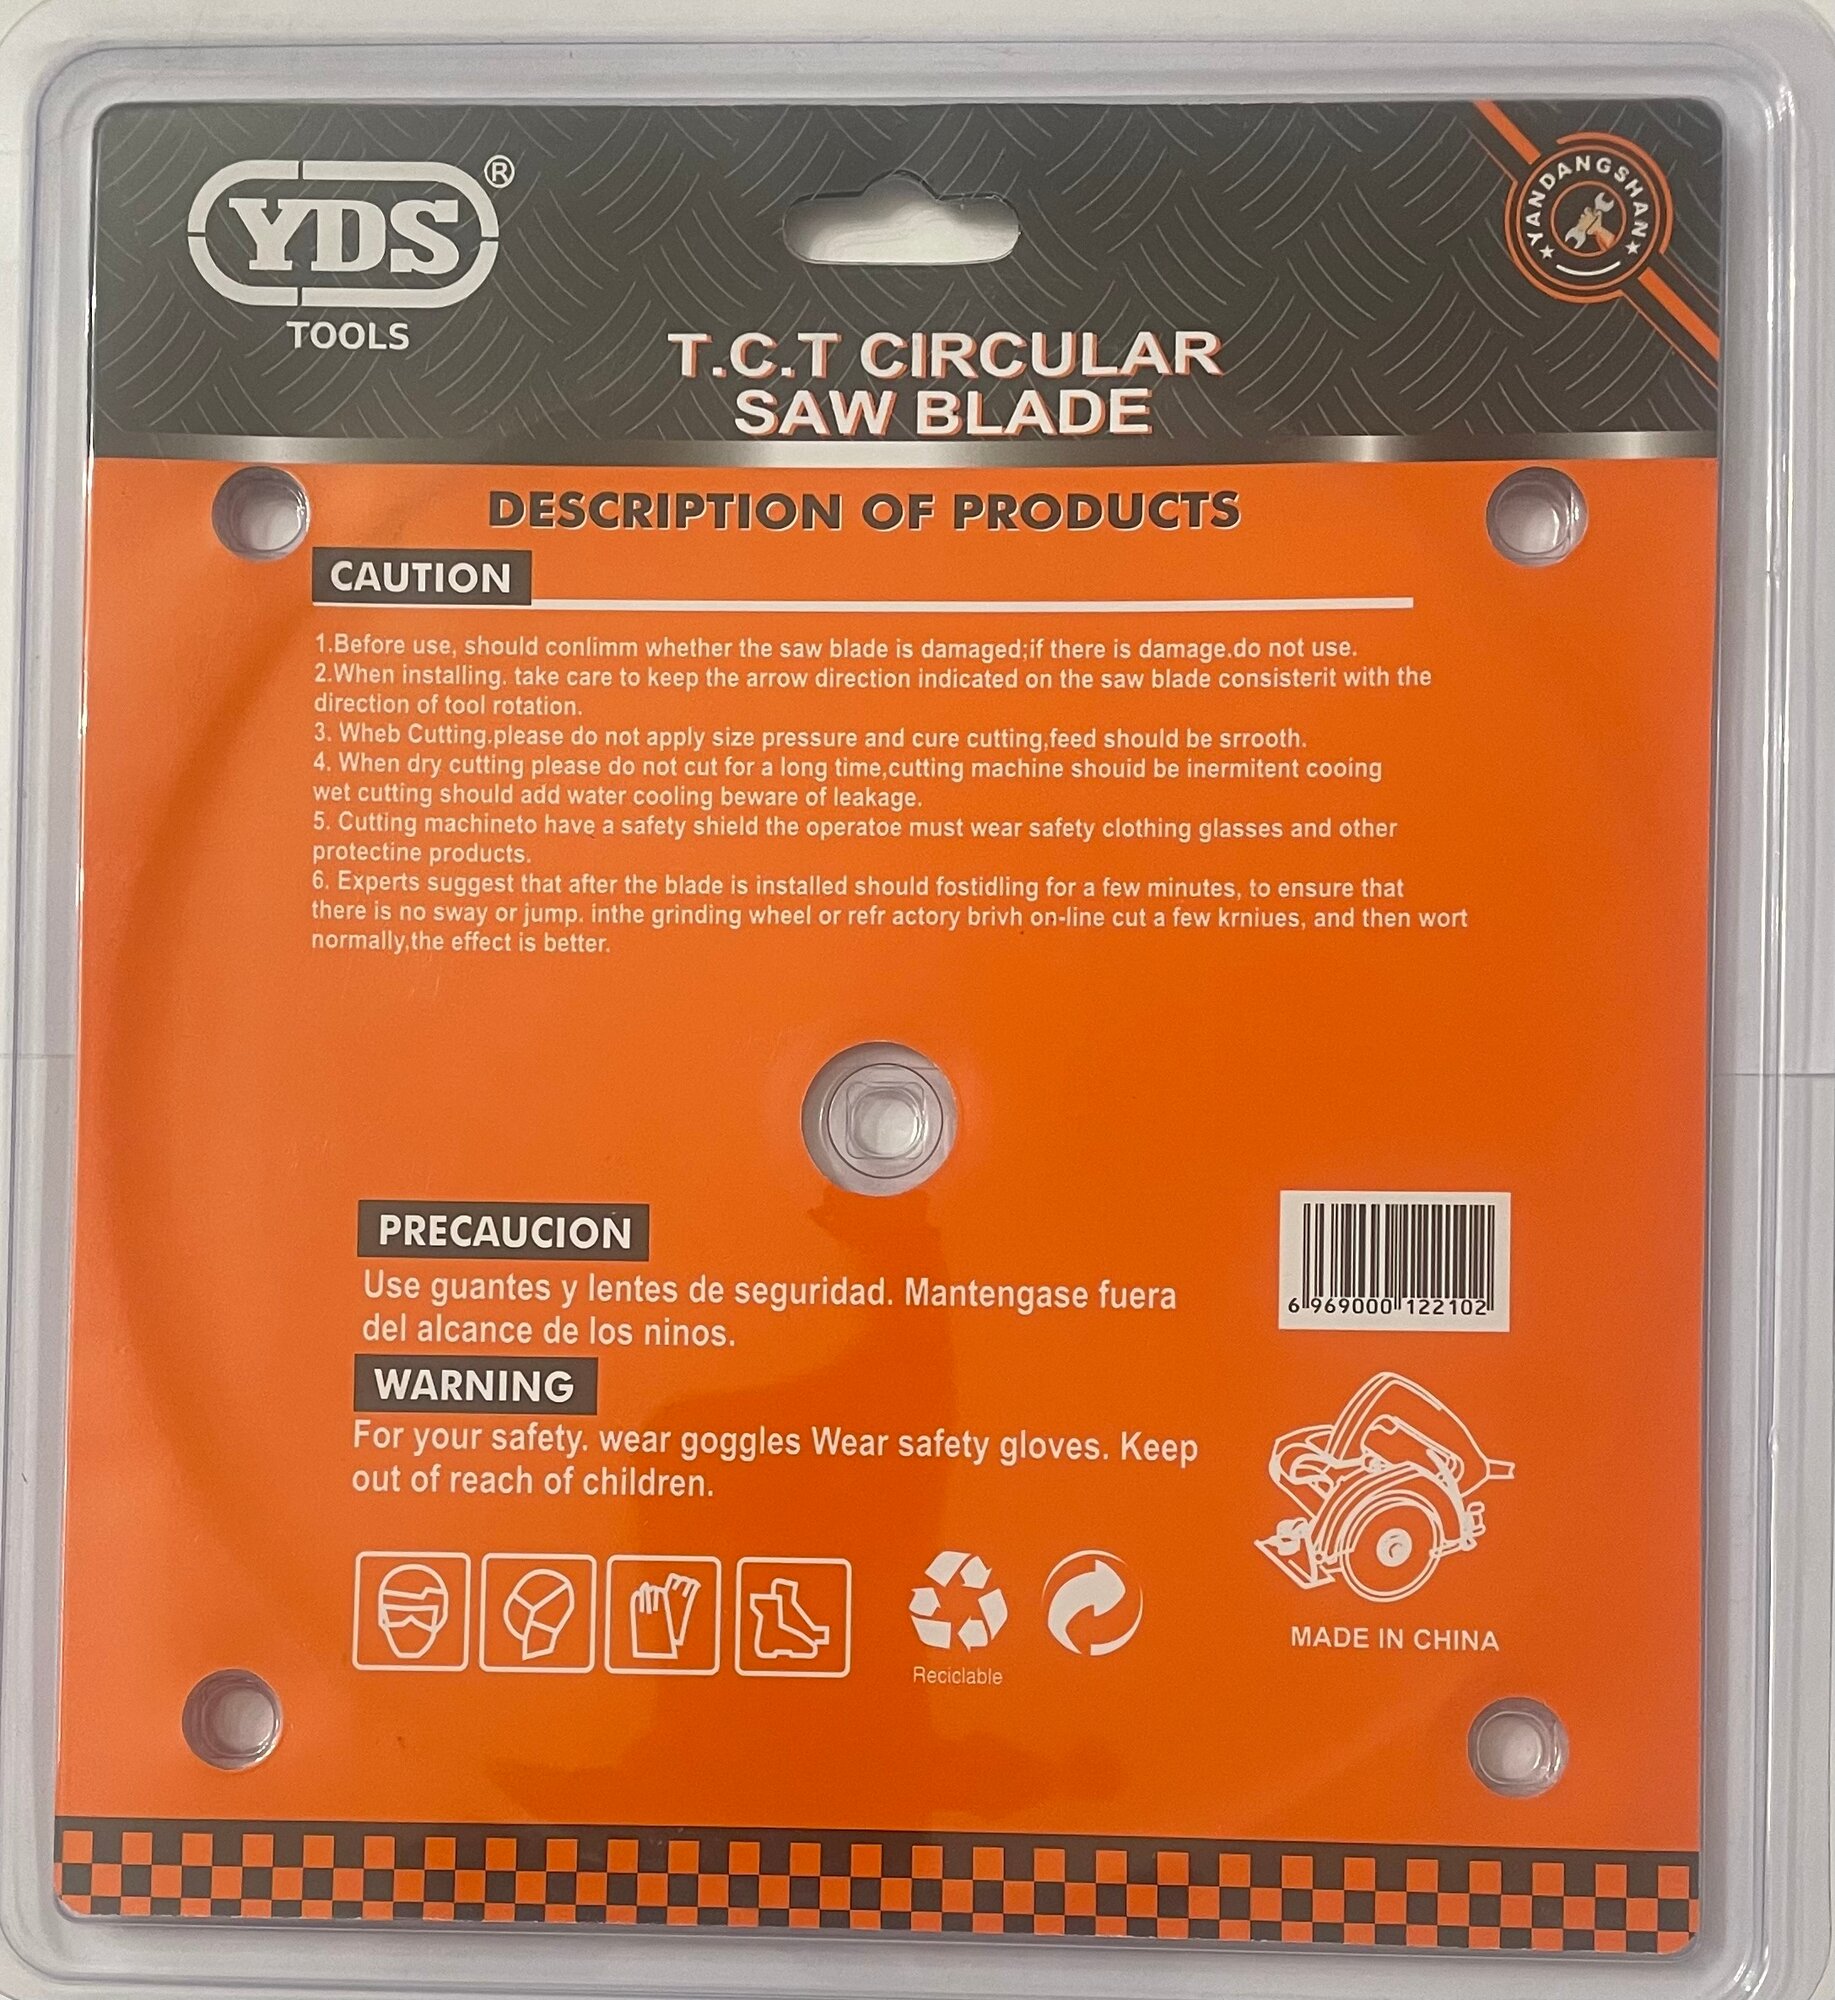 YDS®
TOOLS
YANDANGSHAN
T.C.T CIRCULAR
SAW BLADE
DESCRIPTION OF PRODUCTS
CAUTION
1.Before use, should conlimm whether the saw blade is damaged;if there is damage.do not use.
2.When installing. take care to keep the arrow direction indicated on the saw blade consisterit with the
direction of tool rotation.
3. Wheb Cutting.please do not apply size pressure and cure cutting,feed should be srrooth.
4. When dry cutting please do not cut for a long time,cutting machine shouid be inermitent cooing
wet cutting should add water cooling beware of leakage.
5. Cutting machineto have a safety shield the operatoe must wear safety clothing glasses and other
protectine products.
6. Experts suggest that after the blade is installed should fostidling for a few minutes, to ensure that
there is no sway or jump. inthe grinding wheel or refr actory brivh on-line cut a few krniues, and then wort
normally,the effect is better.
PRECAUCION
Use guantes y lentes de seguridad. Mantengase fuera
del alcance de los ninos.
6 969000 122102
WARNING
For your safety. wear goggles Wear safety gloves. Keep
out of reach of children.
MADE IN CHINA
Reciclable